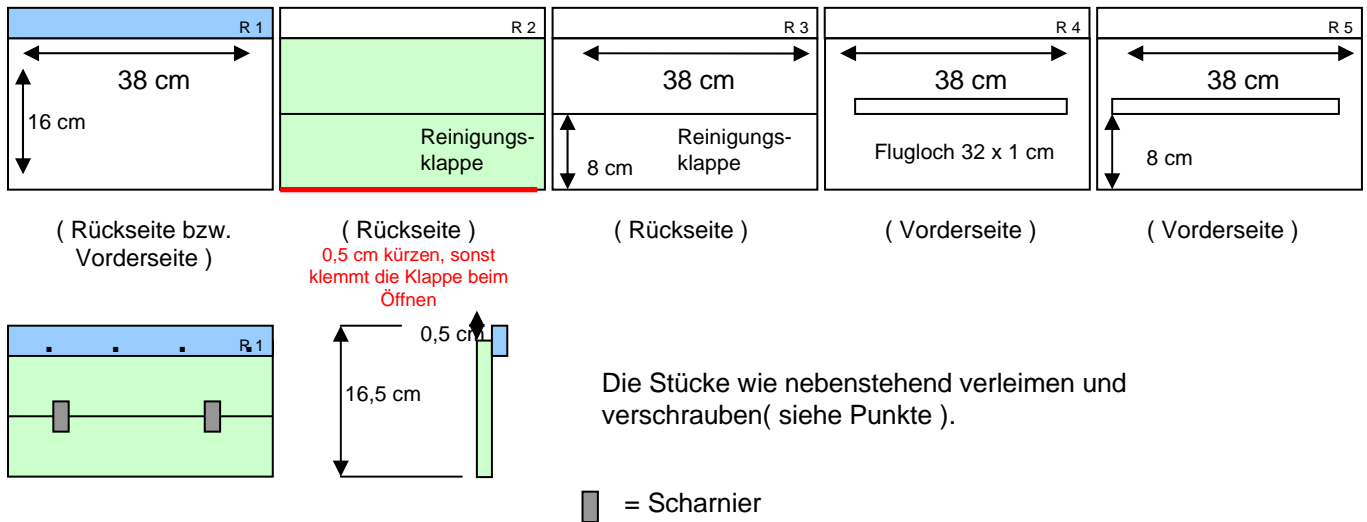 R 1
38 cm
16 cm
( Rückseite bzw.
Vorderseite )
R 2
Reinigungs-
klappe
( Rückseite )
0,5 cm kürzen, sonst
klemmt die Klappe beim
Öffnen
R 3
38 cm
8 cm
Reinigungs-
klappe
( Rückseite )
R 4
38 cm
Flugloch 32 x 1 cm
( Vorderseite )
R 5
38 cm
8 cm
( Vorderseite )
R 1
0,5 cm
16,5 cm
Die Stücke wie nebenstehend verleimen und
verschrauben( siehe Punkte ).
= Scharnier